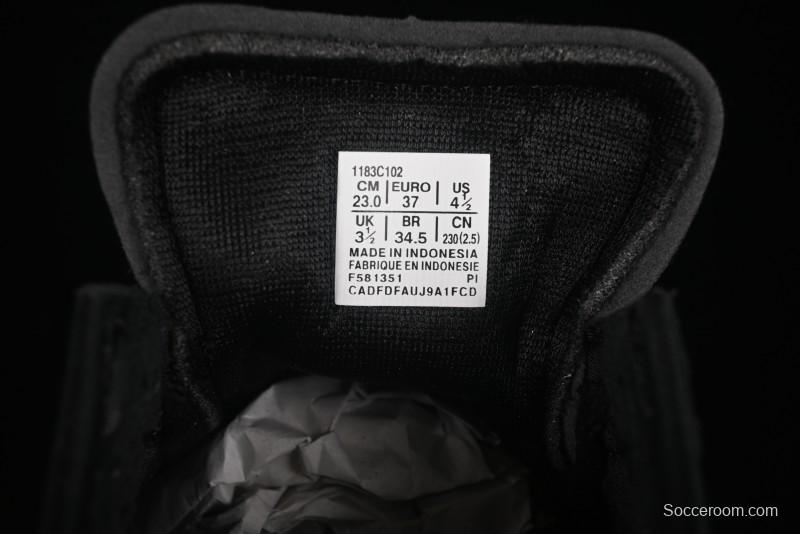 1183C102
CM EURO US
23.0 37 4½
UK BR CN
3½ 34.5 230(2.5)
MADE IN INDONESIA
FABRIQUE EN INDONESIE
F581351 PI
CADFDFAUJ9A1FCD
Socceroom.com